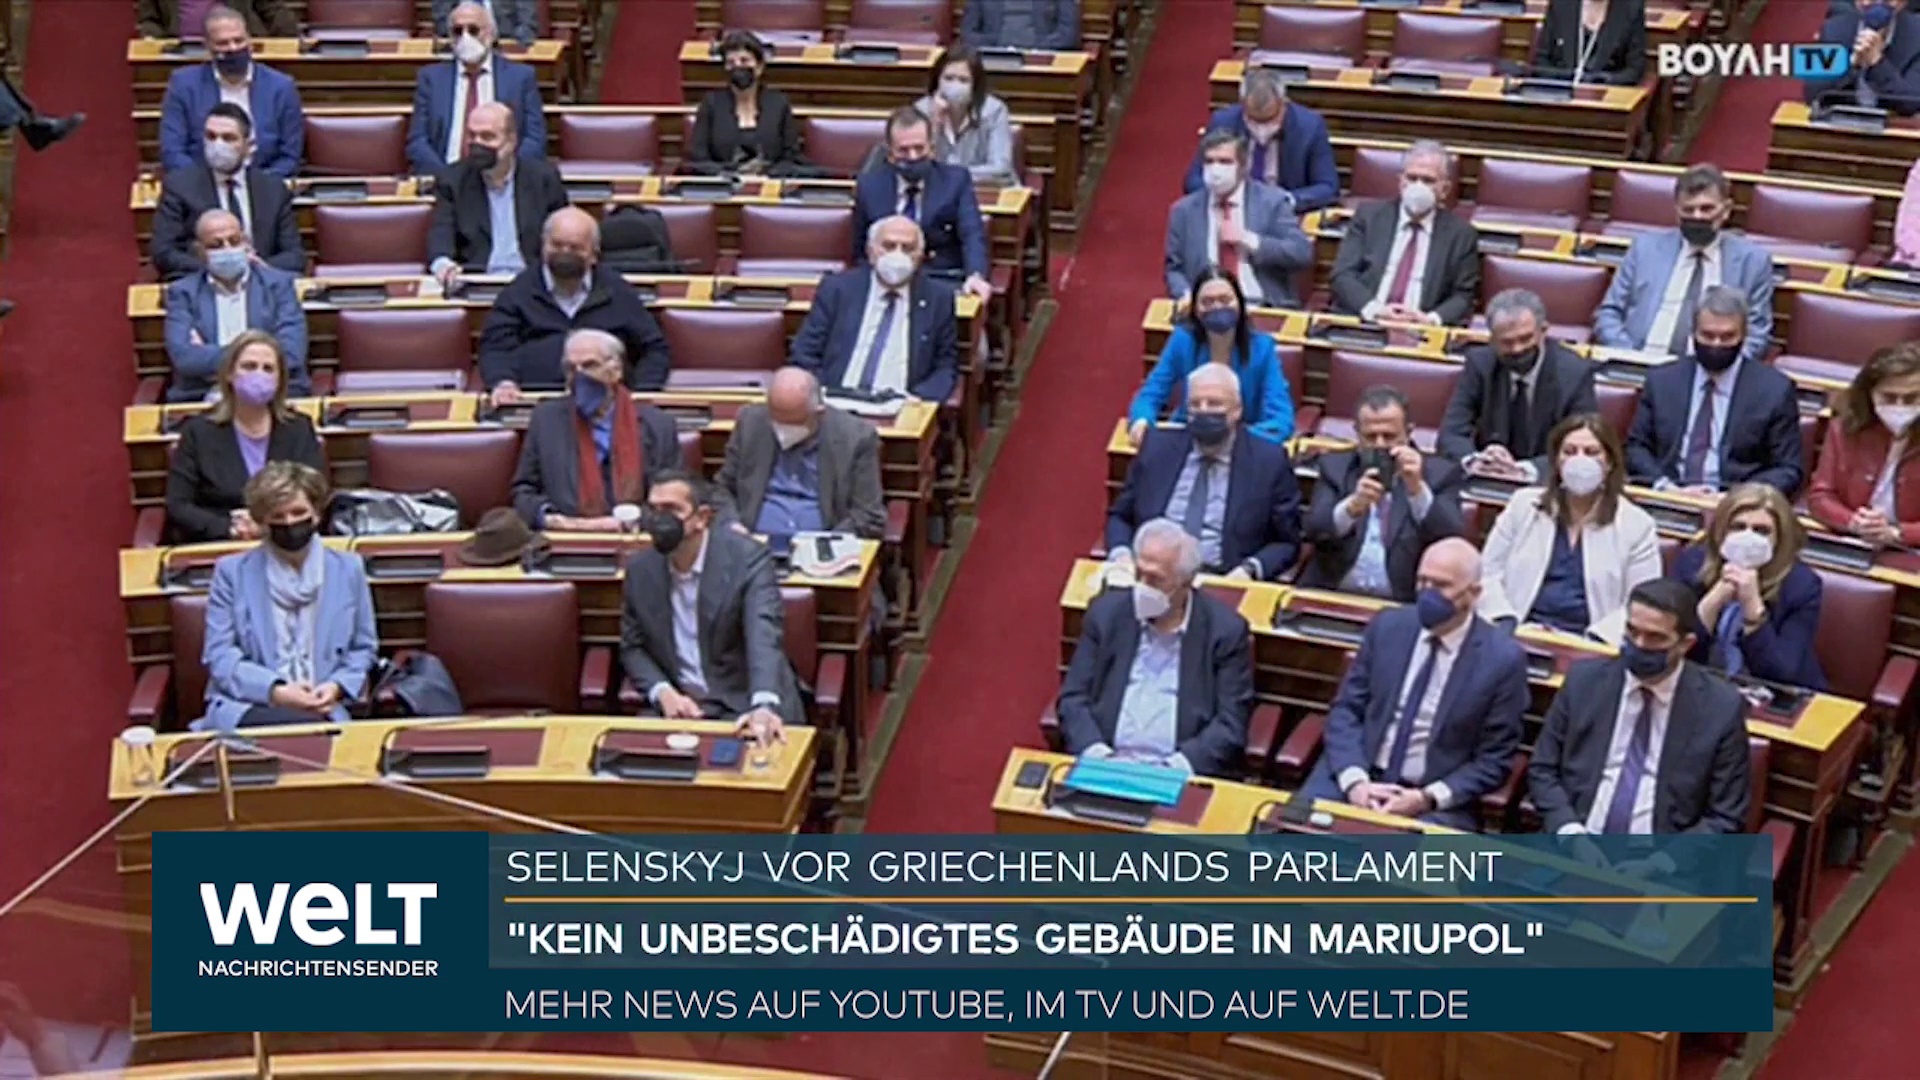 BOYAH TV
SELENSKYJ VOR GRIECHENLANDS PARLAMENT
WELT
NACHRICHTENSENDER
"KEIN UNBESCHÄDIGTES GEBÄUDE IN MARIUPOL"
MEHR NEWS AUF YOUTUBE, IM TV UND AUF WELT.DE